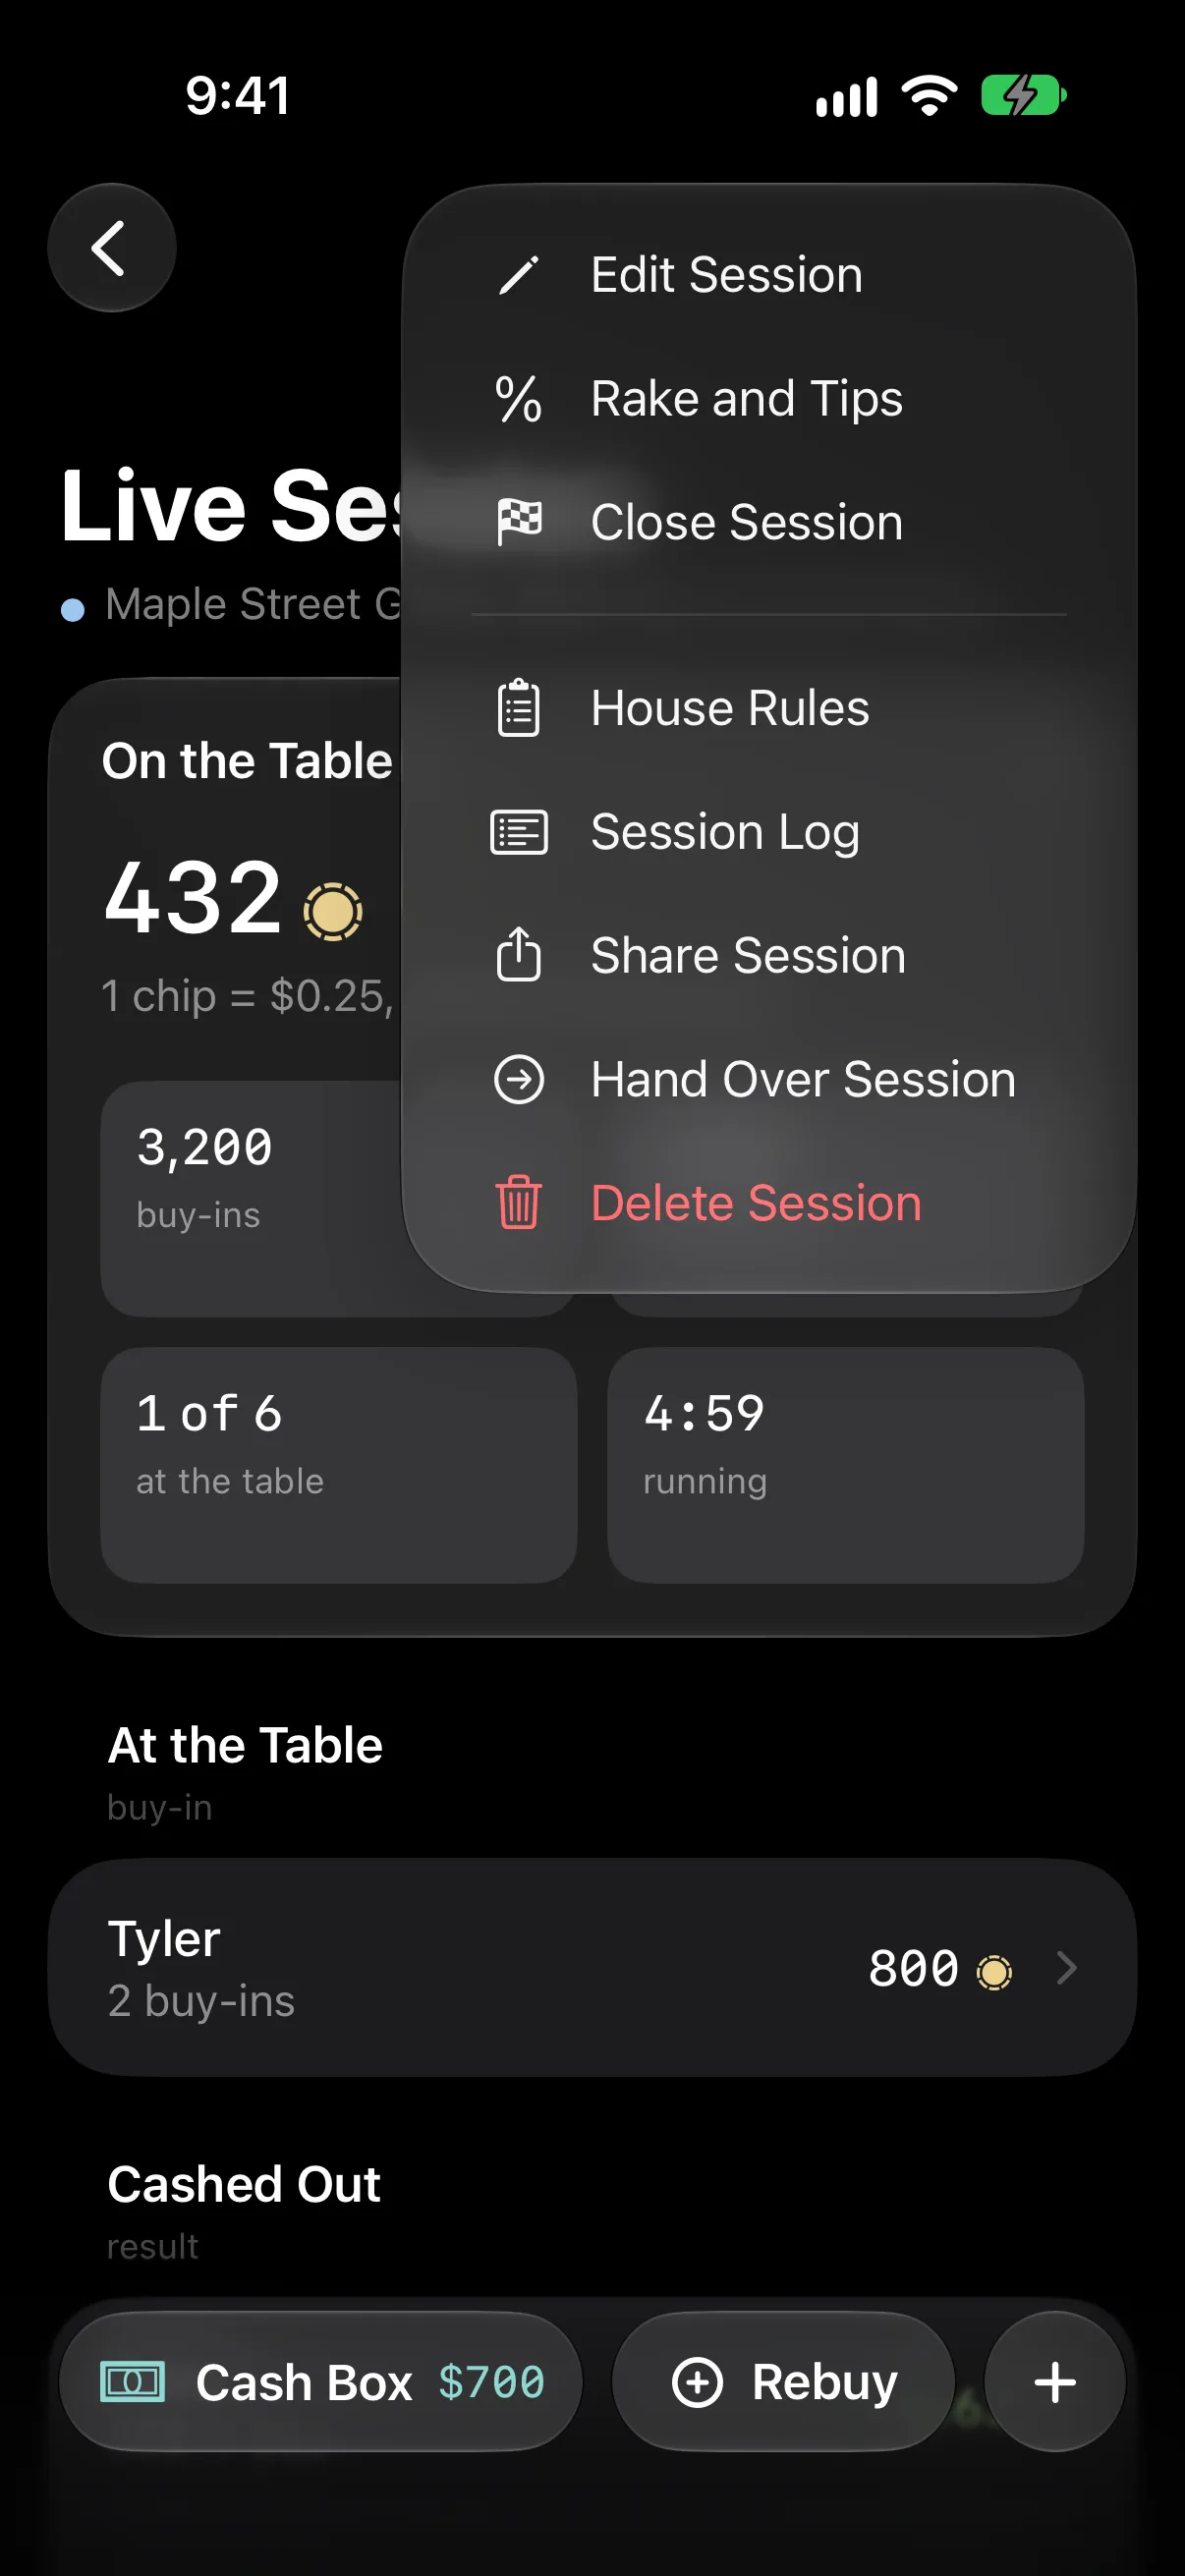 9:41
Edit Session
Rake and Tips
Close Session
House Rules
Session Log
Share Session
Hand Over Session
Delete Session
Live Ses
Maple Street G
On the Table
432
1 chip = $0.25,
3,200
buy-ins
1 of 6
at the table
4:59
running
At the Table
buy-in
Tyler
2 buy-ins
800
Cashed Out
result
Cash Box $700
Rebuy